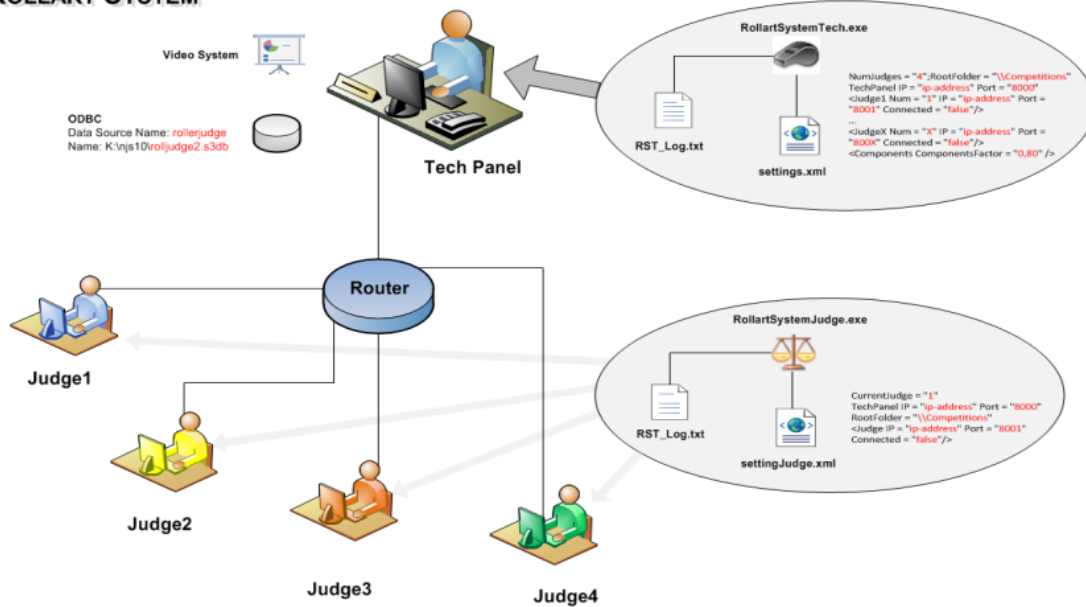 ROLLART SYSTEM
Video System
ODBC
Data Source Name: rollerjudge
Name: K:\njs10\rolljudge2.s3db
Tech Panel
RollartSystemTech.exe
RST_Log.txt
settings.xml
NumJudges = "4";RootFolder = "\\Competitions"
TechPanel IP = "ip-address" Port = "8000"
<Judge1 Num = "1" IP = "ip-address" Port =
"8001" Connected = "false"/>
...
<JudgeX Num = "X" IP = "ip-address" Port =
"800X" Connected = "false"/>
<Components ComponentsFactor = "0,80" />
Router
Judge1
Judge2
Judge3
Judge4
RollartSystemJudge.exe
RST_Log.txt
settingJudge.xml
CurrentJudge = "1"
TechPanel IP = "ip-address" Port = "8000"
RootFolder = "\\Competitions"
<Judge IP = "ip-address" Port = "8001"
Connected = "false"/>